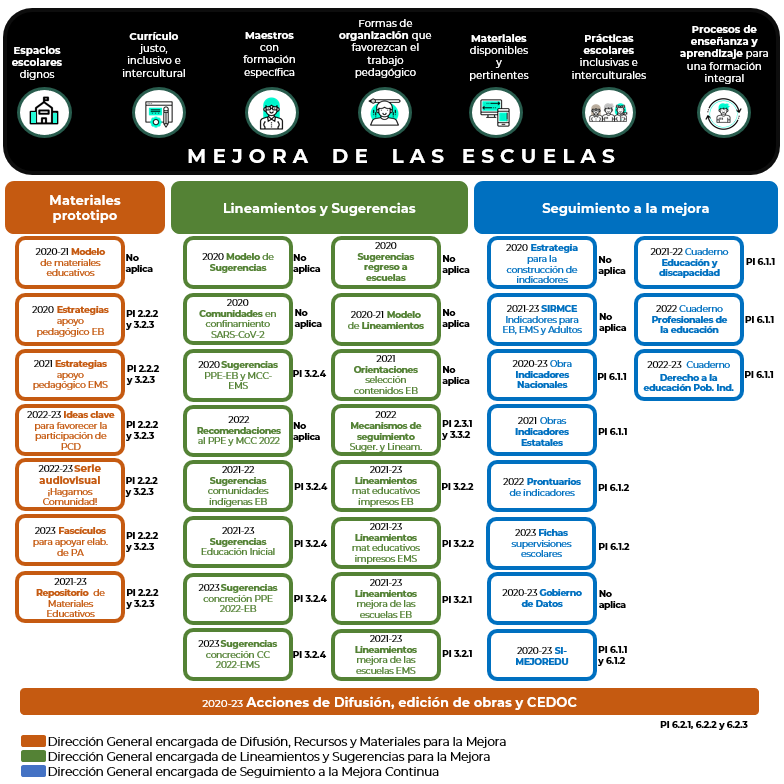 Espacios
escolares
dignos
Currículo
justo,
inclusivo e
intercultural
Maestros
con
formación
específica
Formas de
organización que
favorezcan el
trabajo
pedagógico
Materiales
disponibles
y
pertinentes
Prácticas
escolares
inclusivas e
interculturales
Procesos de
enseñanza y
aprendizaje para
una formación
integral
MEJORA DE LAS ESCUELAS
Materiales
prototipo
2020-21 Modelo
de materiales
educativos
No
aplica
2020 Estrategias
apoyo
pedagógico EB
PI 2.2.2
y 3.2.3
2021 Estrategias
apoyo
pedagógico EMS
PI 2.2.2
y 3.2.3
2022-23 Ideas clave
para favorecer la
participación de
PCD
PI 2.2.2
y 3.2.3
2022-23 Serie
audiovisual
¡Hagamos
Comunidad!
PI 2.2.2
y 3.2.3
2023 Fascículos
para apoyar elab.
de PA
PI 2.2.2
y 3.2.3
2021-23
Repositorio de
Materiales
Educativos
PI 2.2.2
y 3.2.3
Lineamientos y Sugerencias
2020 Modelo de
Sugerencias
No
aplica
2020
Comunidades en
confinamiento
SARS-CoV-2
No
aplica
2020 Sugerencias
PPE-EB y MCC-
EMS
PI 3.2.4
2022
Recomendaciones
al PPE y MCC 2022
No
aplica
2021-22
Sugerencias
comunidades
indígenas EB
PI 3.2.4
2021-23
Sugerencias
Educación Inicial
PI 3.2.4
2023 Sugerencias
concreción PPE
2022-EB
PI 3.2.4
2023 Sugerencias
concreción CC
2022-EMS
PI 3.2.4
2020
Sugerencias
regreso a
escuelas
No
aplica
2020-21 Modelo
de Lineamientos
No
aplica
2021
Orientaciones
selección
contenidos EB
No
aplica
2022
Mecanismos de
seguimiento
Suger. y Lineam.
PI 2.3.1
y 3.3.2
2021-23
Lineamientos
mat educativos
impresos EB
PI 3.2.2
2021-23
Lineamientos
mat educativos
impresos EMS
PI 3.2.2
2021-23
Lineamientos
mejora de las
escuelas EB
PI 3.2.1
2021-23
Lineamientos
mejora de las
escuelas EMS
PI 3.2.1
Seguimiento a la mejora
2020 Estrategia
para la
construcción de
indicadores
No
aplica
2021-23 SIRMCE
Indicadores para
EB, EMS y Adultos
No
aplica
2020-23 Obra
Indicadores
Nacionales
PI 6.1.1
2021 Obras
Indicadores
Estatales
PI 6.1.1
2022 Prontuarios
de indicadores
PI 6.1.2
2023 Fichas
supervisiones
escolares
PI 6.1.2
2020-23 Gobierno
de Datos
No
aplica
2020-23 SI-
MEJOREDU
PI 6.1.1
y 6.1.2
2021-22 Cuaderno
Educación y
discapacidad
PI 6.1.1
2022 Cuaderno
Profesionales de
la educación
PI 6.1.1
2022-23 Cuaderno
Derecho a la
educación Pob. Ind.
PI 6.1.1
2020-23 Acciones de Difusión, edición de obras y CEDOC
PI 6.2.1, 6.2.2 y 6.2.3
Dirección General encargada de Difusión, Recursos y Materiales para la Mejora
Dirección General encargada de Lineamientos y Sugerencias para la Mejora
Dirección General encargada de Seguimiento a la Mejora Continua